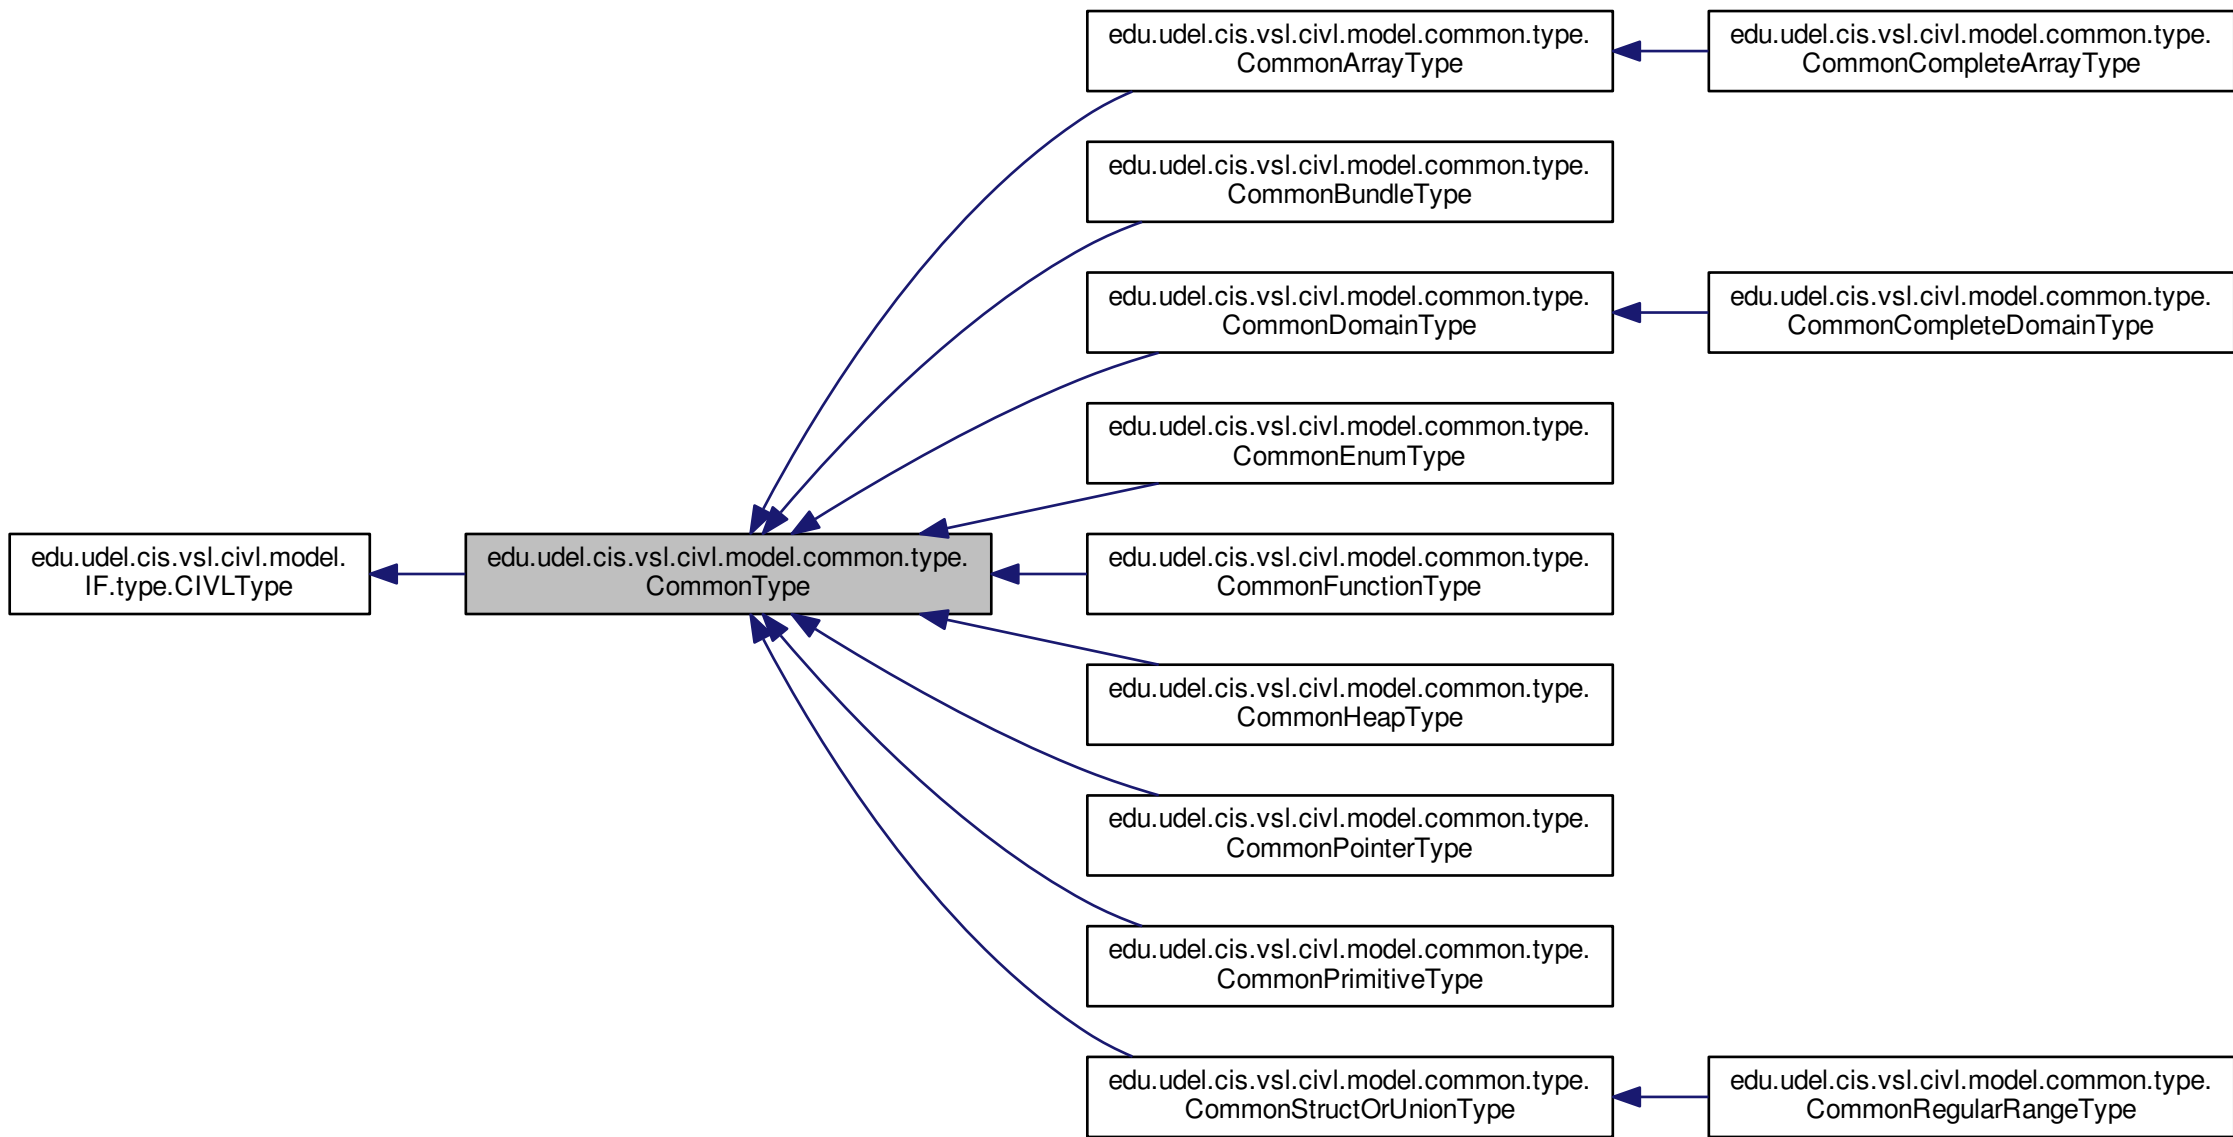 edu.udel.cis.vsl.civl.model.
IF.type.CIVLType
edu.udel.cis.vsl.civl.model.common.type.
CommonType
edu.udel.cis.vsl.civl.model.common.type.
CommonArrayType
edu.udel.cis.vsl.civl.model.common.type.
CommonCompleteArrayType
edu.udel.cis.vsl.civl.model.common.type.
CommonBundleType
edu.udel.cis.vsl.civl.model.common.type.
CommonDomainType
edu.udel.cis.vsl.civl.model.common.type.
CommonCompleteDomainType
edu.udel.cis.vsl.civl.model.common.type.
CommonEnumType
edu.udel.cis.vsl.civl.model.common.type.
CommonFunctionType
edu.udel.cis.vsl.civl.model.common.type.
CommonHeapType
edu.udel.cis.vsl.civl.model.common.type.
CommonPointerType
edu.udel.cis.vsl.civl.model.common.type.
CommonPrimitiveType
edu.udel.cis.vsl.civl.model.common.type.
CommonStructOrUnionType
edu.udel.cis.vsl.civl.model.common.type.
CommonRegularRangeType